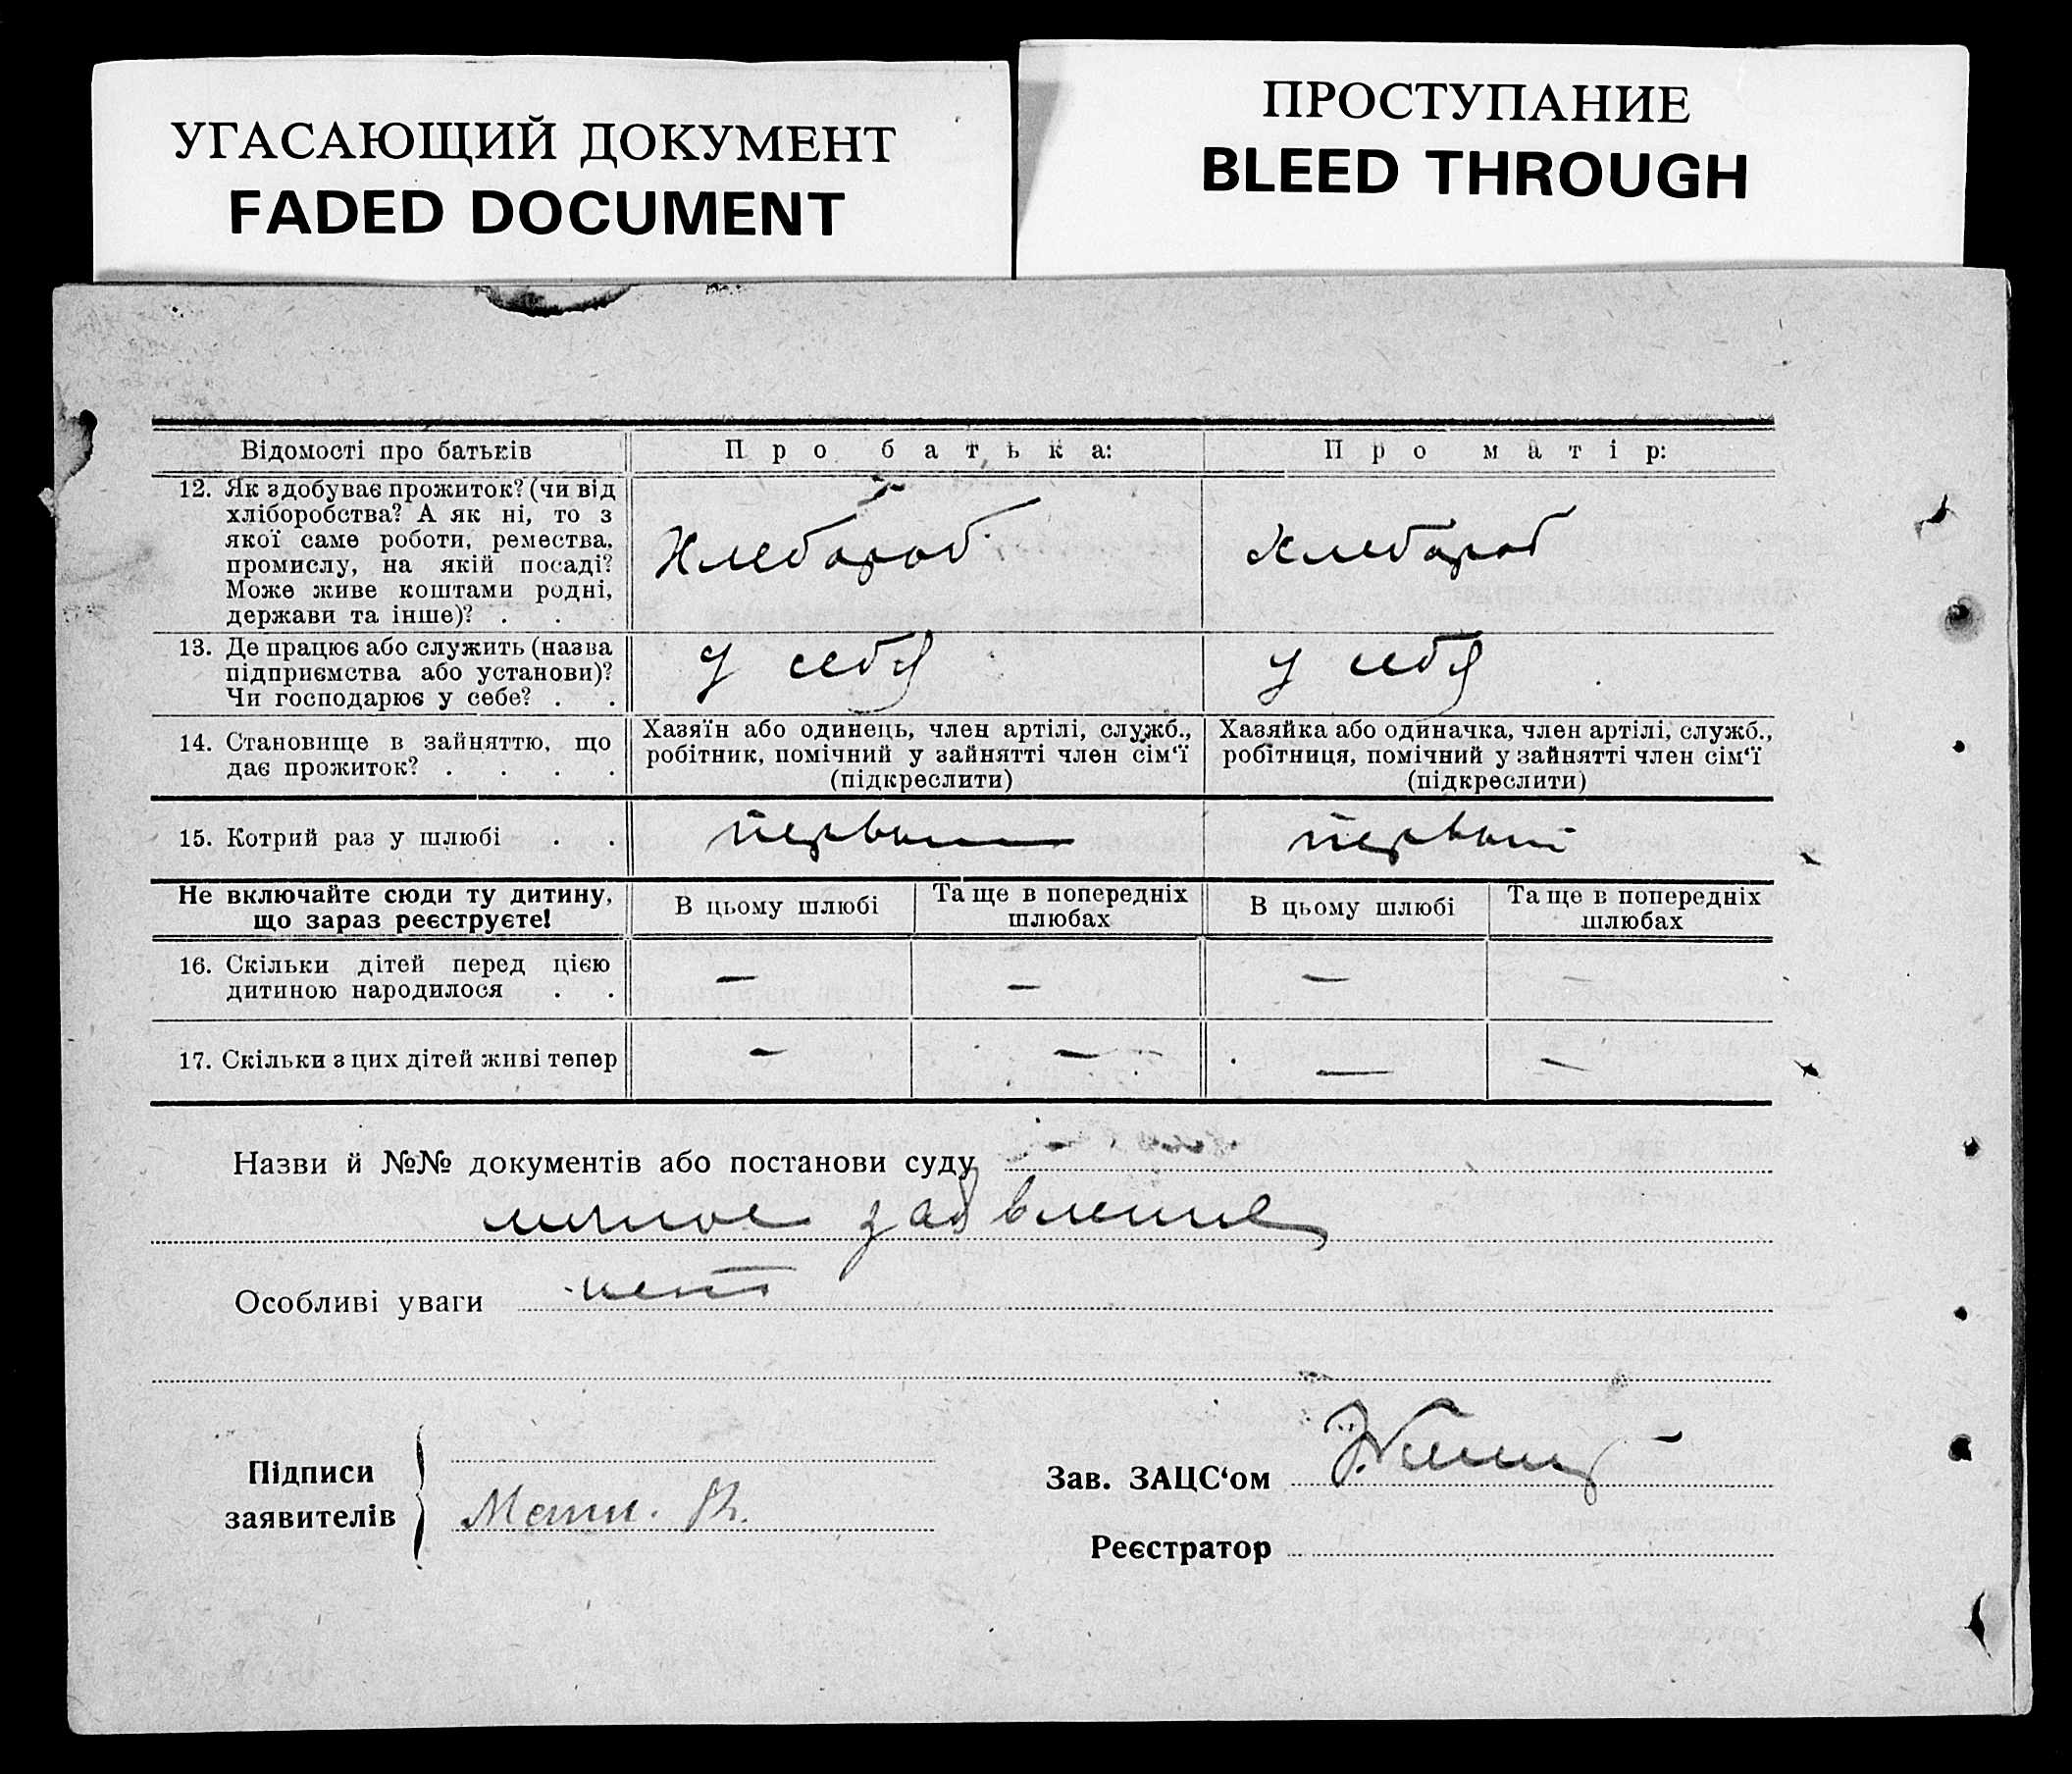 УГАСАЮЩИЙ ДОКУМЕНТ
FADED DOCUMENT
ПРОСТУПАНИЕ
BLEED THROUGH
Відомості про батьків
Про батька:
Про матір:
12. Як здобуває прожиток? (чи від
хліборобства? А як ні, то з
якої саме роботи, ремества,
промислу, на якій посаді?
Може живе коштами родні,
держави та інше)? . .
Хлебороб
Хлебороб
13. Де працює або служить (назва
підприємства або установи)?
Чи господарює у себе? . .
у себя
у себя
14. Становище в зайняттю, що
дає прожиток? . . . .
Хазяїн або одинець, член артілі, служб.,
робітник, помічний у зайнятті член сім‘ї
(підкреслити)
Хазяйка або одиначка, член артілі, служб.,
робітниця, помічний у зайнятті член сім‘ї
(підкреслити)
15. Котрий раз у шлюбі . .
первый
первый
Не включайте сюди ту дитину,
що зараз реєструєте!
В цьому шлюбі
Та ще в попередніх
шлюбах
В цьому шлюбі
Та ще в попередніх
шлюбах
16. Скільки дітей перед цією
дитиною народилося . .
— — — —
17. Скільки з цих дітей живі тепер
— — — —
Назви й №№ документів або постанови суду
личное заявление
Особливі уваги нет
Підписи
заявителів
Зав. ЗАЦС‘ом
Реєстратор